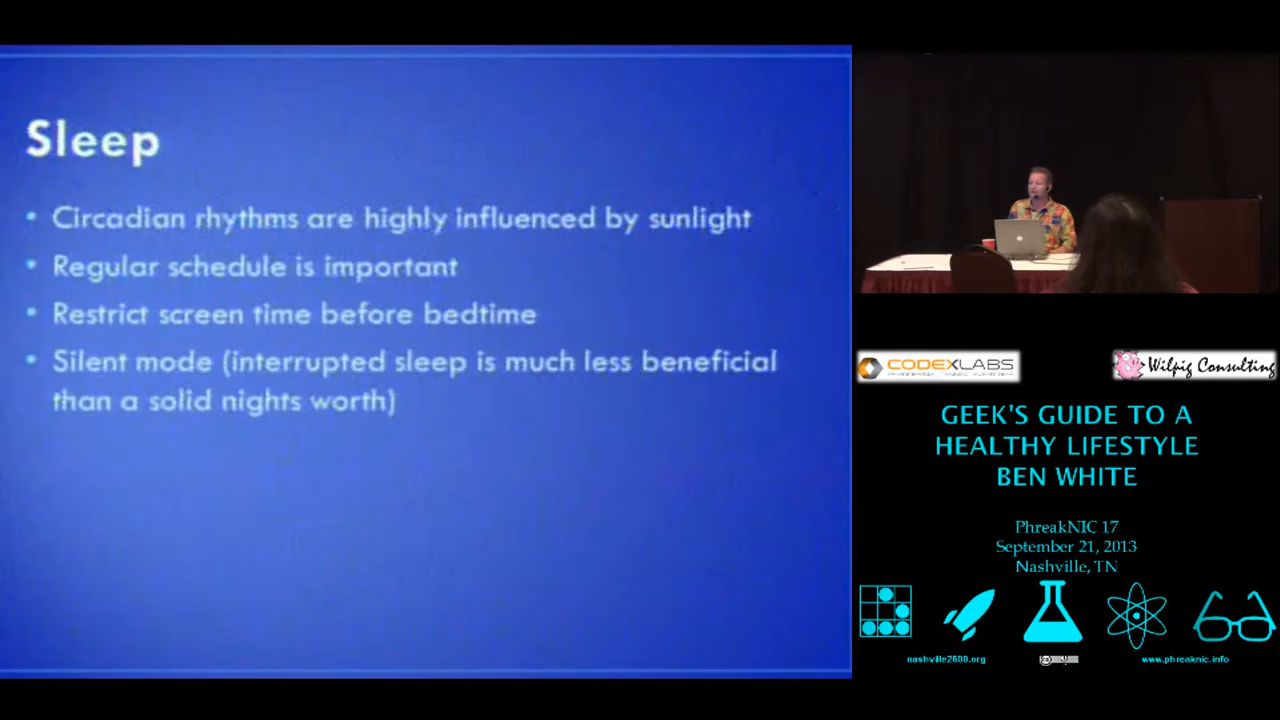 Sleep
• Circadian rhythms are highly influenced by sunlight
• Regular schedule is important
• Restrict screen time before bedtime
• Silent mode (interrupted sleep is much less beneficial
than a solid nights worth)
CODEXLABS
Wilpig Consulting
GEEK'S GUIDE TO A
HEALTHY LIFESTYLE
BEN WHITE
PhreakNIC 17
September 21, 2013
Nashville, TN
nashville2600.org
www.phreaknic.info